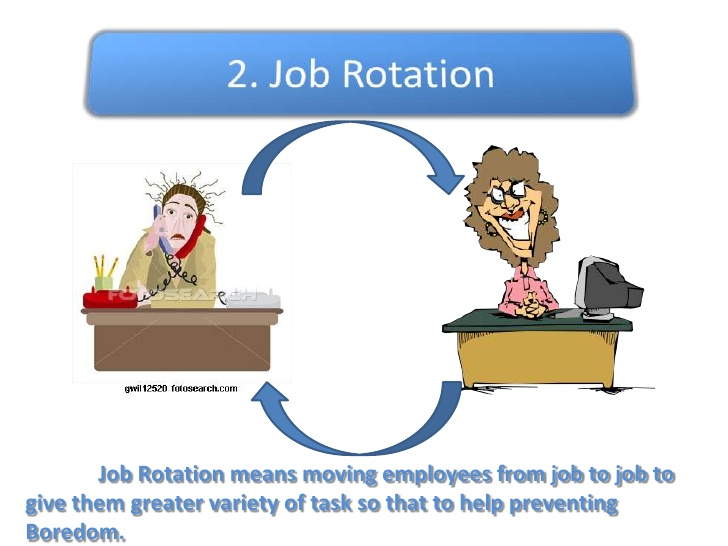 2. Job Rotation
FOTOSEARCH
gwil12520 fotosearch.com
Job Rotation means moving employees from job to job to
give them greater variety of task so that to help preventing
Boredom.